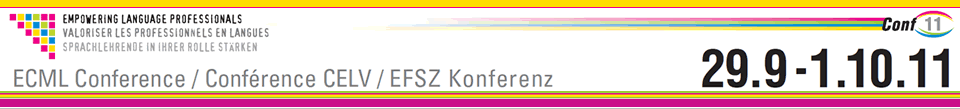 EMPOWERING LANGUAGE PROFESSIONALS
VALORISER LES PROFESSIONNELS EN LANGUES
SPRACHLEHRENDE IN IHRER ROLLE STÄRKEN
Conf 11
ECML Conference / Conférence CELV / EFSZ Konferenz
29.9 - 1.10.11